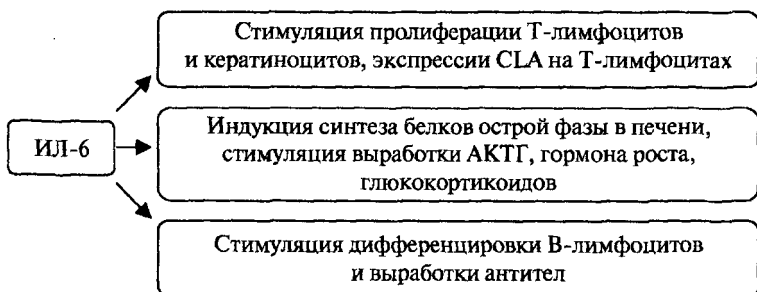 Стимуляция пролиферации Т-лимфоцитов
и кератиноцитов, экспрессии CLA на Т-лимфоцитах
ИЛ-6
Индукция синтеза белков острой фазы в печени,
стимуляция выработки АКТГ, гормона роста,
глюкокортикоидов
Стимуляция дифференцировки В-лимфоцитов
и выработки антител